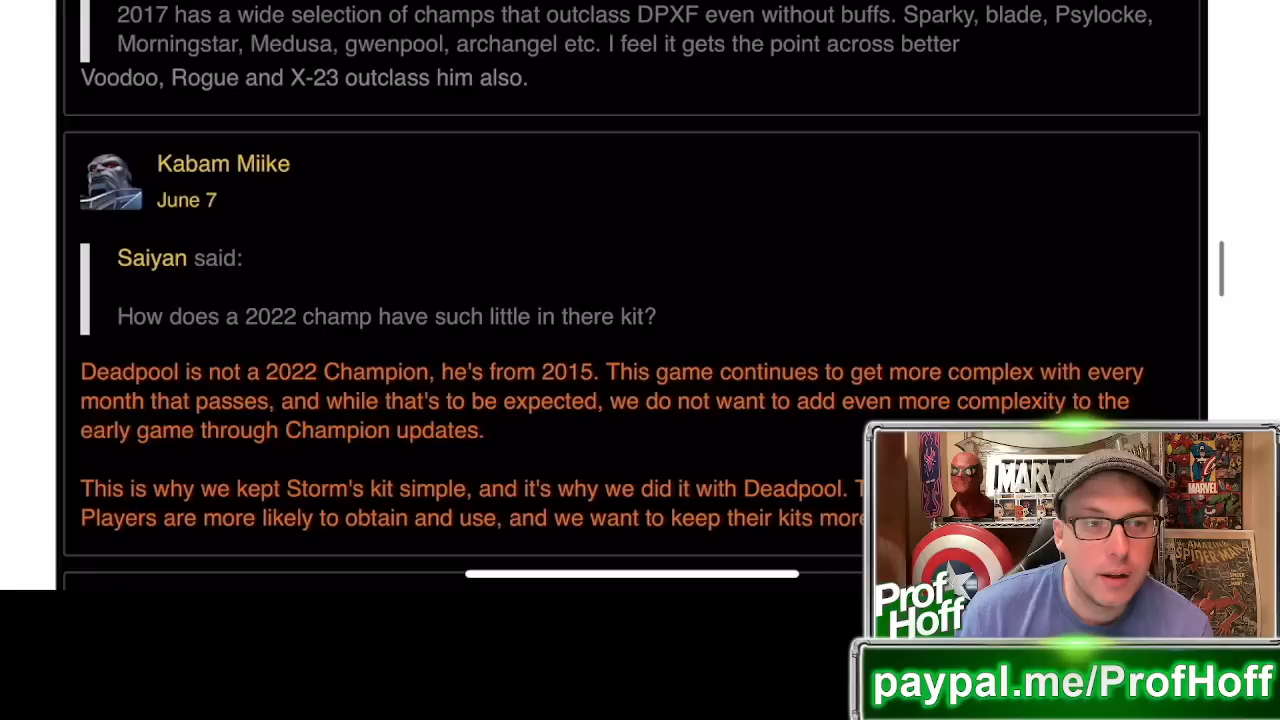 2017 has a wide selection of champs that outclass DPXF even without buffs. Sparky, blade, Psylocke,
Morningstar, Medusa, gwenpool, archangel etc. I feel it gets the point across better
Voodoo, Rogue and X-23 outclass him also.
Kabam Miike
June 7
Saiyan said:
How does a 2022 champ have such little in there kit?
Deadpool is not a 2022 Champion, he's from 2015. This game continues to get more complex with every
month that passes, and while that's to be expected, we do not want to add even more complexity to the
early game through Champion updates.
This is why we kept Storm's kit simple, and it's why we did it with Deadpool.
Players are more likely to obtain and use, and we want to keep their kits more
MARVEL
MARVEL
AMAZING
SPIDER-MAN
Prof
Hoff
paypal.me/ProfHoff